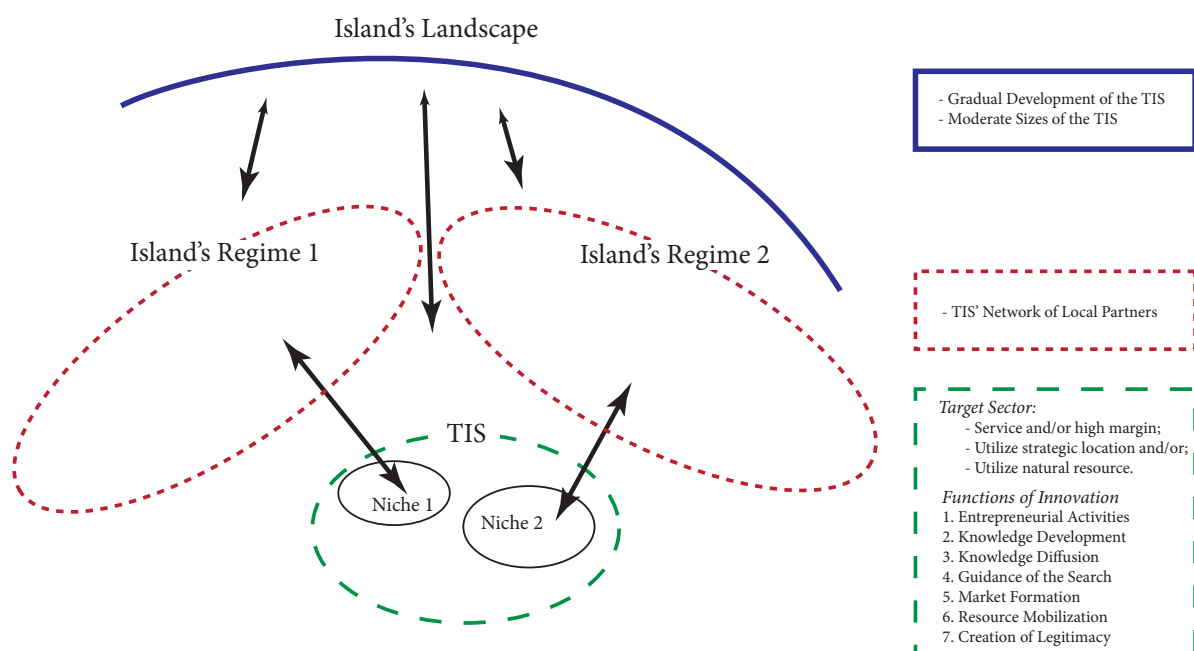 Island’s Landscape
- Gradual Development of the TIS
- Moderate Sizes of the TIS
Island’s Regime 1
Island’s Regime 2
- TIS’ Network of Local Partners
TIS
Niche 1
Niche 2
Target Sector:
- Service and/or high margin;
- Utilize strategic location and/or;
- Utilize natural resource.
Functions of Innovation
1. Entrepreneurial Activities
2. Knowledge Development
3. Knowledge Diffusion
4. Guidance of the Search
5. Market Formation
6. Resource Mobilization
7. Creation of Legitimacy